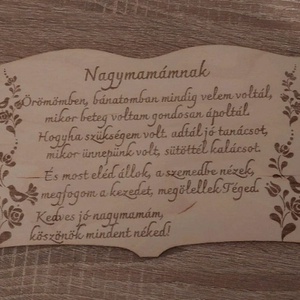 Nagymamámnak
Örömömben, bánatomban mindig velem voltál,
mikor beteg voltam gondosan ápoltál.
Hogyha szükségem volt, adtál jó tanácsot,
mikor ünnepünk volt, sütöttél kalácsot.
És most eléd állok, a szemedbe nézek,
megfogom a kezedet, megölellek Téged.
Kedves jó nagymamám,
köszönök mindent néked!